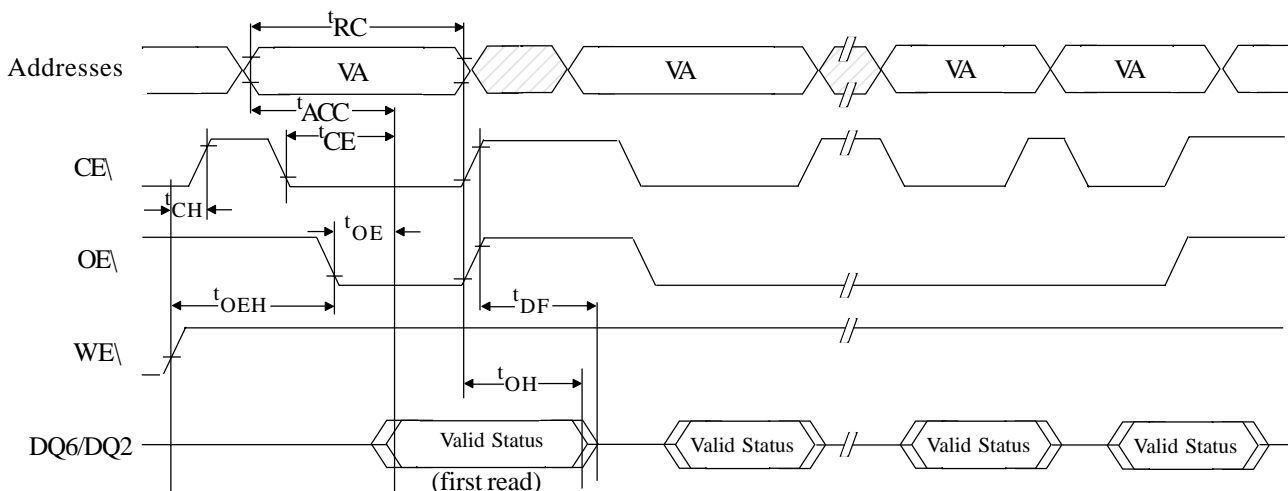 tRC
Addresses VA VA VA VA
tACC
tCE
CE\
tCH
tOE
OE\
tOEH tDF
WE\
tOH
DQ6/DQ2 Valid Status Valid Status Valid Status Valid Status
(first read)